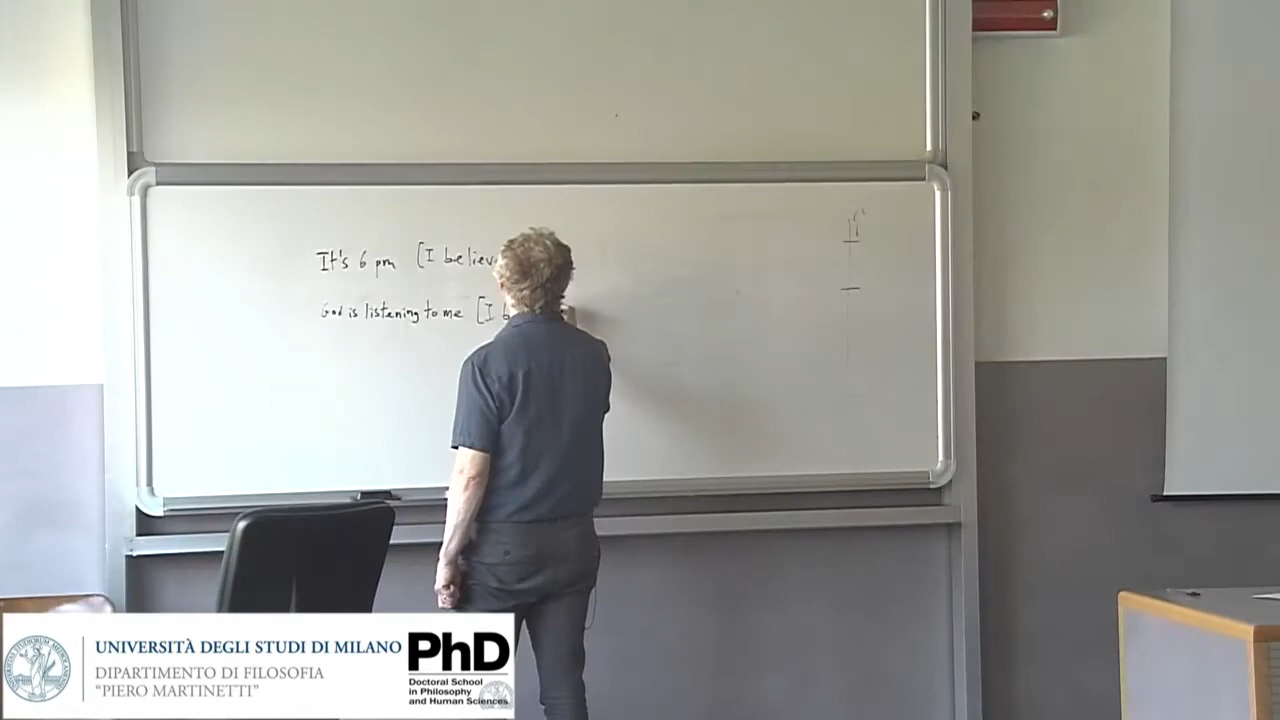 It's 6 pm [I believ
God is listening to me [I b
UNIVERSITÀ DEGLI STUDI DI MILANO
DIPARTIMENTO DI FILOSOFIA
"PIERO MARTINETTI"
PhD
Doctoral School
in Philosophy
and Human Sciences